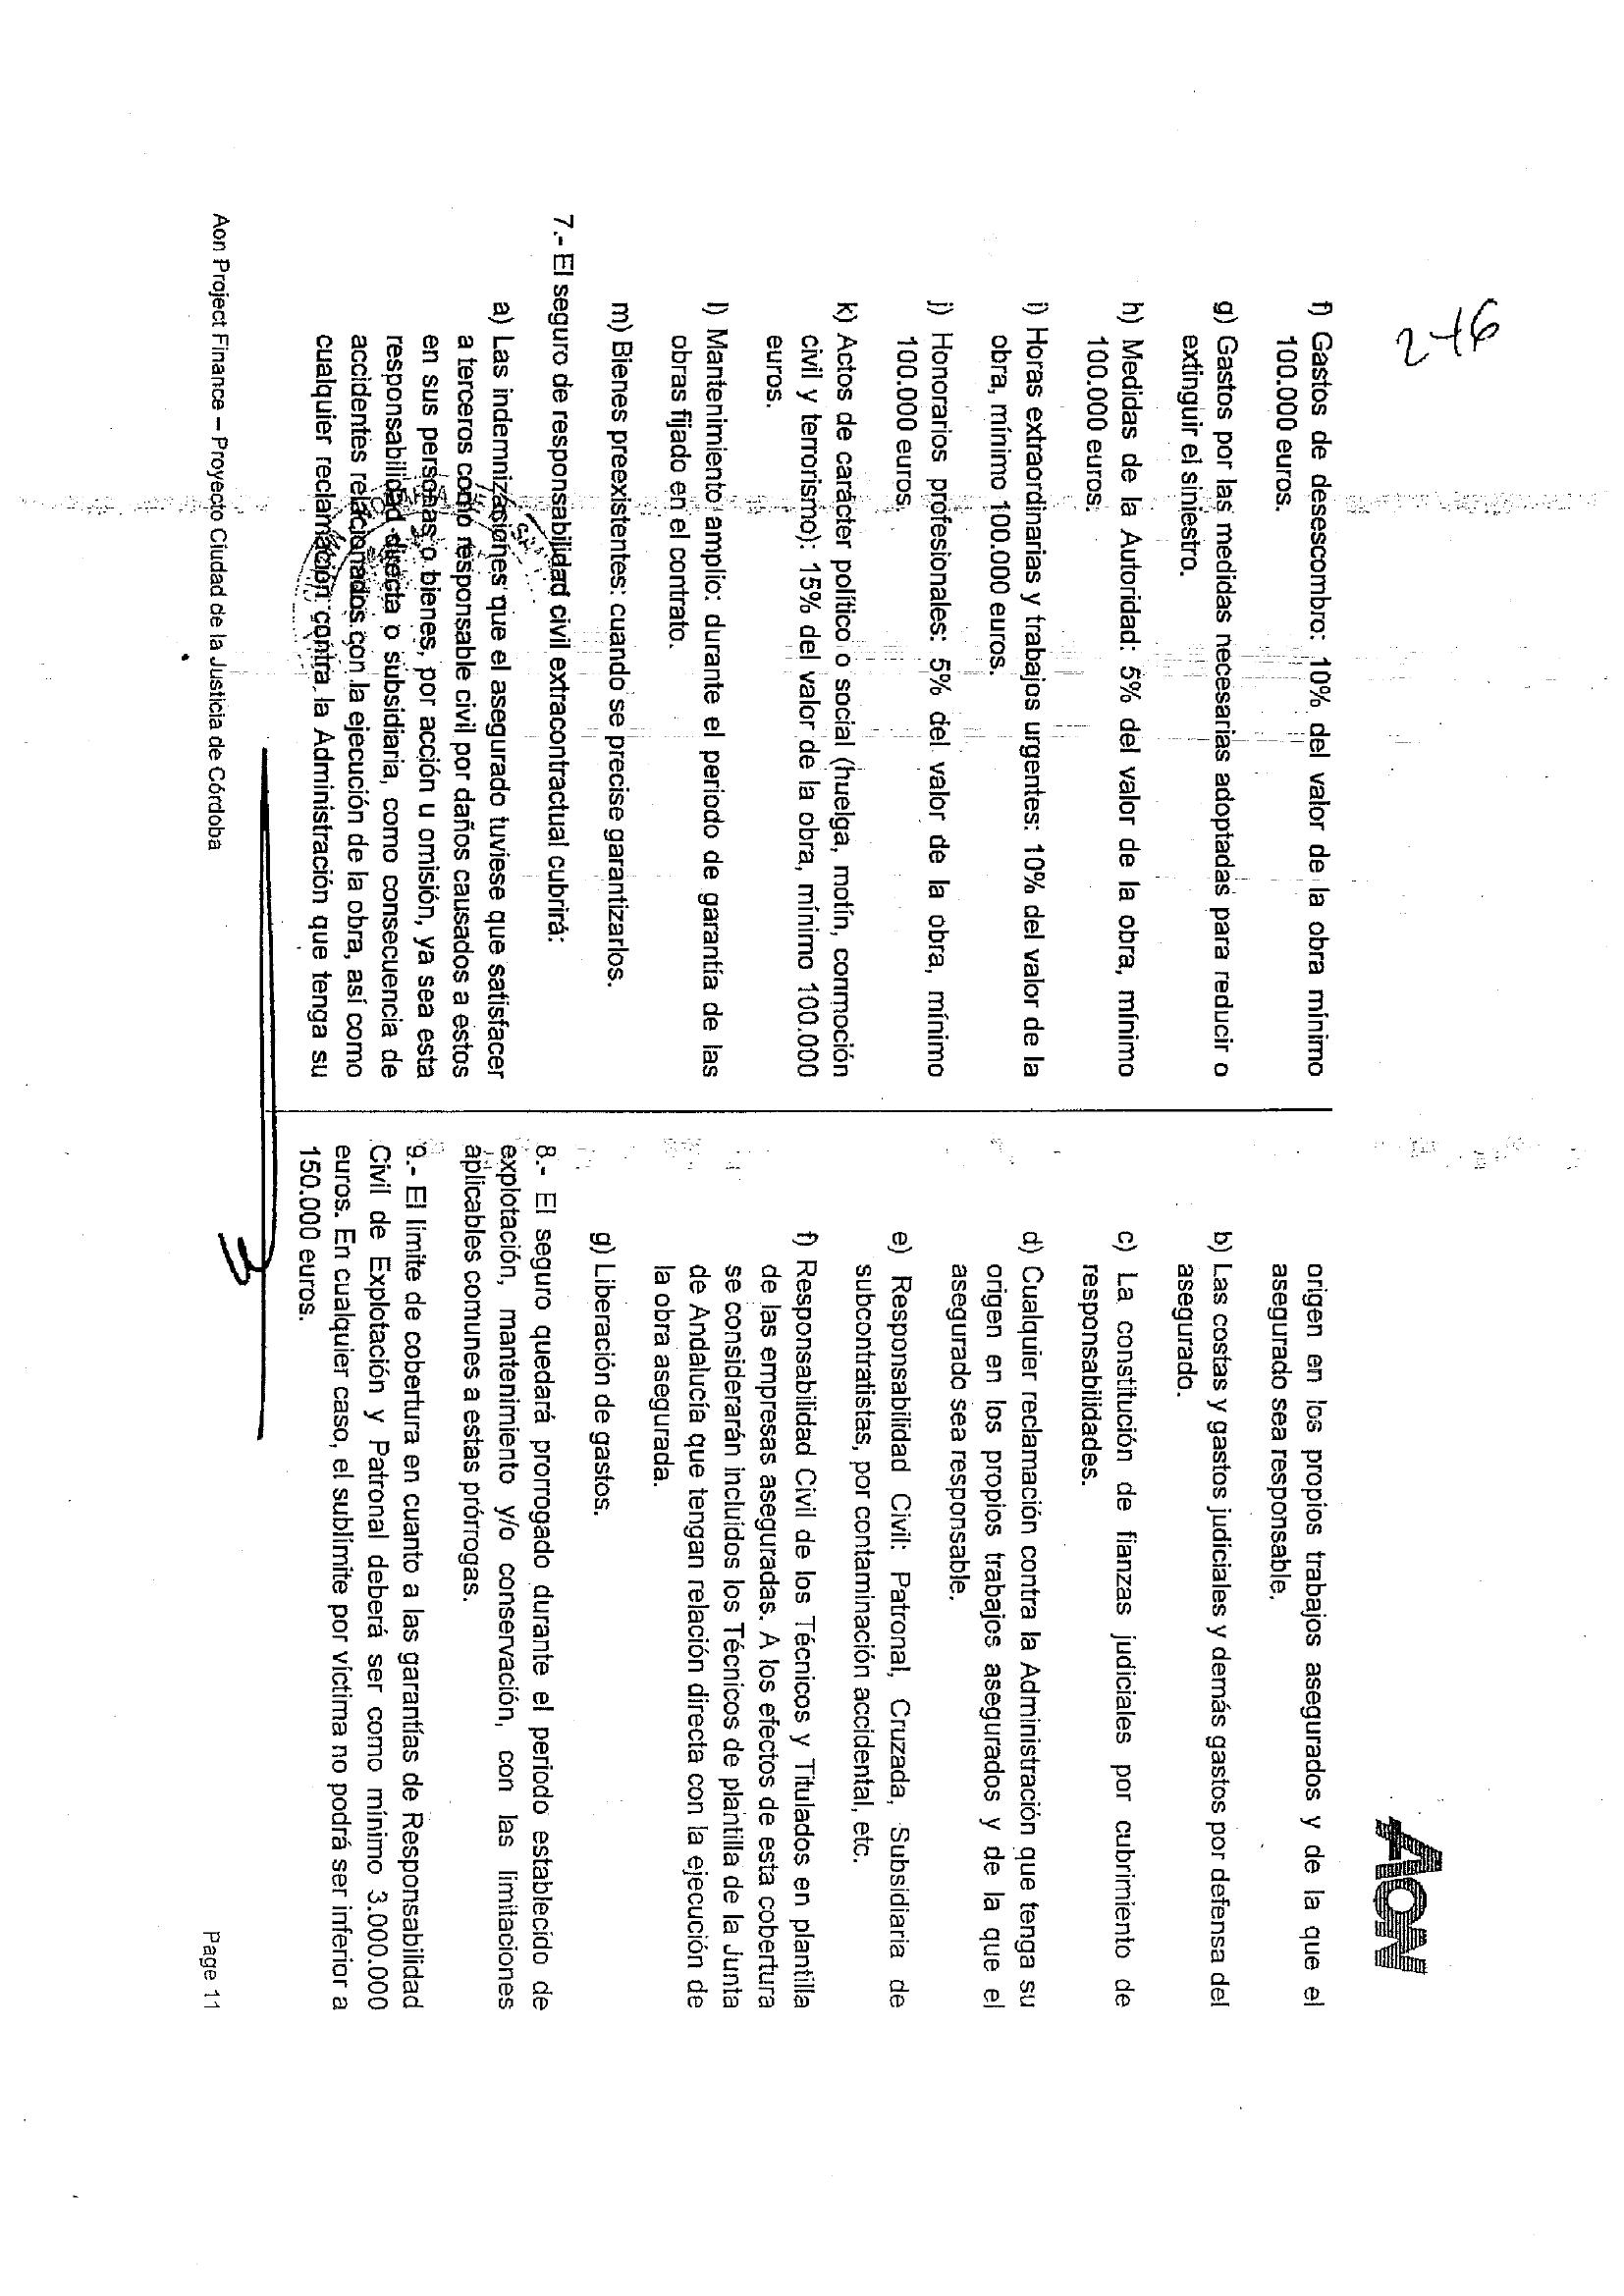 246
AON
f) Gastos de desescombro: 10% del valor de la obra mínimo
100.000 euros.
g) Gastos por las medidas necesarias adoptadas para reducir o
extinguir el siniestro.
h) Medidas de la Autoridad: 5% del valor de la obra, mínimo
100.000 euros.
i) Horas extraordinarias y trabajos urgentes: 10% del valor de la
obra, mínimo 100.000 euros.
j) Honorarios profesionales: 5% del valor de la obra, mínimo
100.000 euros.
k) Actos de carácter político o social (huelga, motín, conmoción
civil y terrorismo): 15% del valor de la obra, mínimo 100.000
euros.
l) Mantenimiento amplio: durante el periodo de garantía de las
obras fijado en el contrato.
m) Bienes preexistentes: cuando se precise garantizarlos.
7.- El seguro de responsabilidad civil extracontractual cubrirá:
a) Las indemnizaciones que el asegurado tuviese que satisfacer
a terceros como responsable civil por daños causados a estos
en sus personas o bienes, por acción u omisión, ya sea esta
responsabilidad directa o subsidiaria, como consecuencia de
accidentes relacionados con la ejecución de la obra, así como
cualquier reclamación contra la Administración que tenga su
origen en los propios trabajos asegurados y de la que el
asegurado sea responsable.
b) Las costas y gastos judiciales y demás gastos por defensa del
asegurado.
c) La constitución de fianzas judiciales por cubrimiento de
responsabilidades.
d) Cualquier reclamación contra la Administración que tenga su
origen en los propios trabajos asegurados y de la que el
asegurado sea responsable.
e) Responsabilidad Civil: Patronal, Cruzada, Subsidiaria de
subcontratistas, por contaminación accidental, etc.
f) Responsabilidad Civil de los Técnicos y Titulados en plantilla
de las empresas aseguradas. A los efectos de esta cobertura
se considerarán incluidos los Técnicos de plantilla de la Junta
de Andalucía que tengan relación directa con la ejecución de
la obra asegurada.
g) Liberación de gastos.
8.- El seguro quedará prorrogado durante el periodo establecido de
explotación, mantenimiento y/o conservación, con las limitaciones
aplicables comunes a estas prórrogas.
9.- El límite de cobertura en cuanto a las garantías de Responsabilidad
Civil de Explotación y Patronal deberá ser como mínimo 3.000.000
euros. En cualquier caso, el sublímite por víctima no podrá ser inferior a
150.000 euros.
Aon Project Finance – Proyecto Ciudad de la Justicia de Córdoba
Page 11